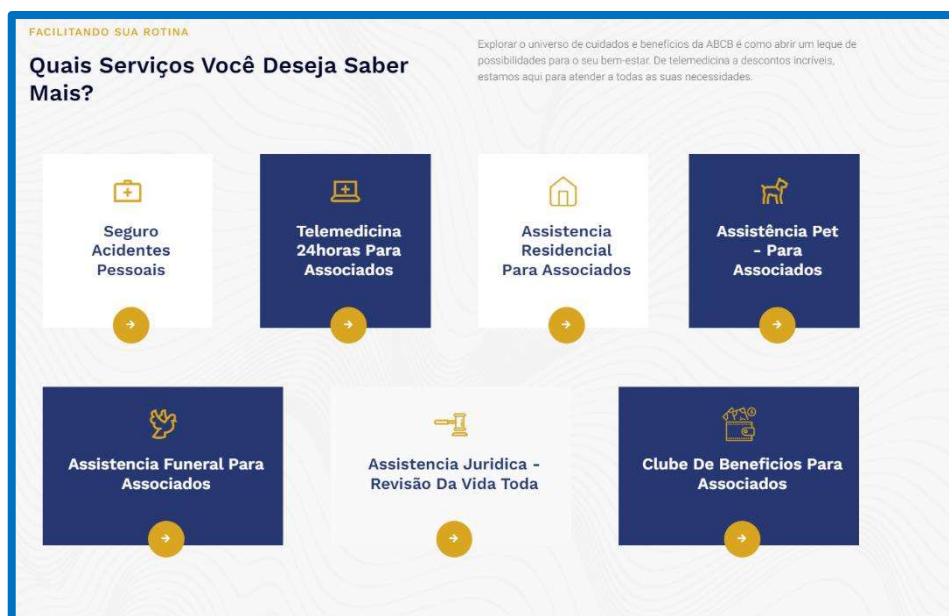 FACILITANDO SUA ROTINA
Quais Serviços Você Deseja Saber
Mais?
Explorar o universo de cuidados e benefícios da ABCB é como abrir um leque de
possibilidades para o seu bem-estar. De telemedicina a descontos incríveis,
estamos aqui para atender a todas as suas necessidades.
Seguro
Acidentes
Pessoais
Telemedicina
24horas Para
Associados
Assistencia
Residencial
Para Associados
Assistência Pet
- Para
Associados
Assistencia Funeral Para
Associados
Assistencia Juridica -
Revisão Da Vida Toda
Clube De Beneficios Para
Associados